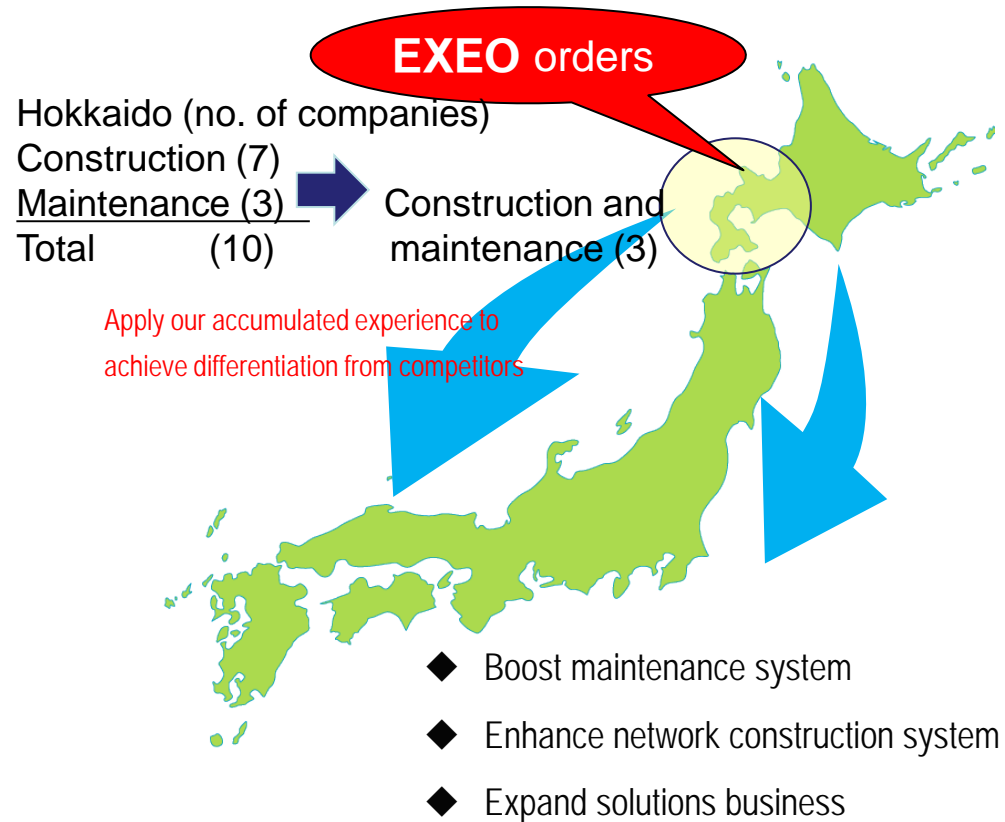 EXEO orders
Hokkaido (no. of companies)
Construction (7)
Maintenance (3)
Total (10)
Construction and
maintenance (3)
Apply our accumulated experience to
achieve differentiation from competitors
◆ Boost maintenance system
◆ Enhance network construction system
◆ Expand solutions business